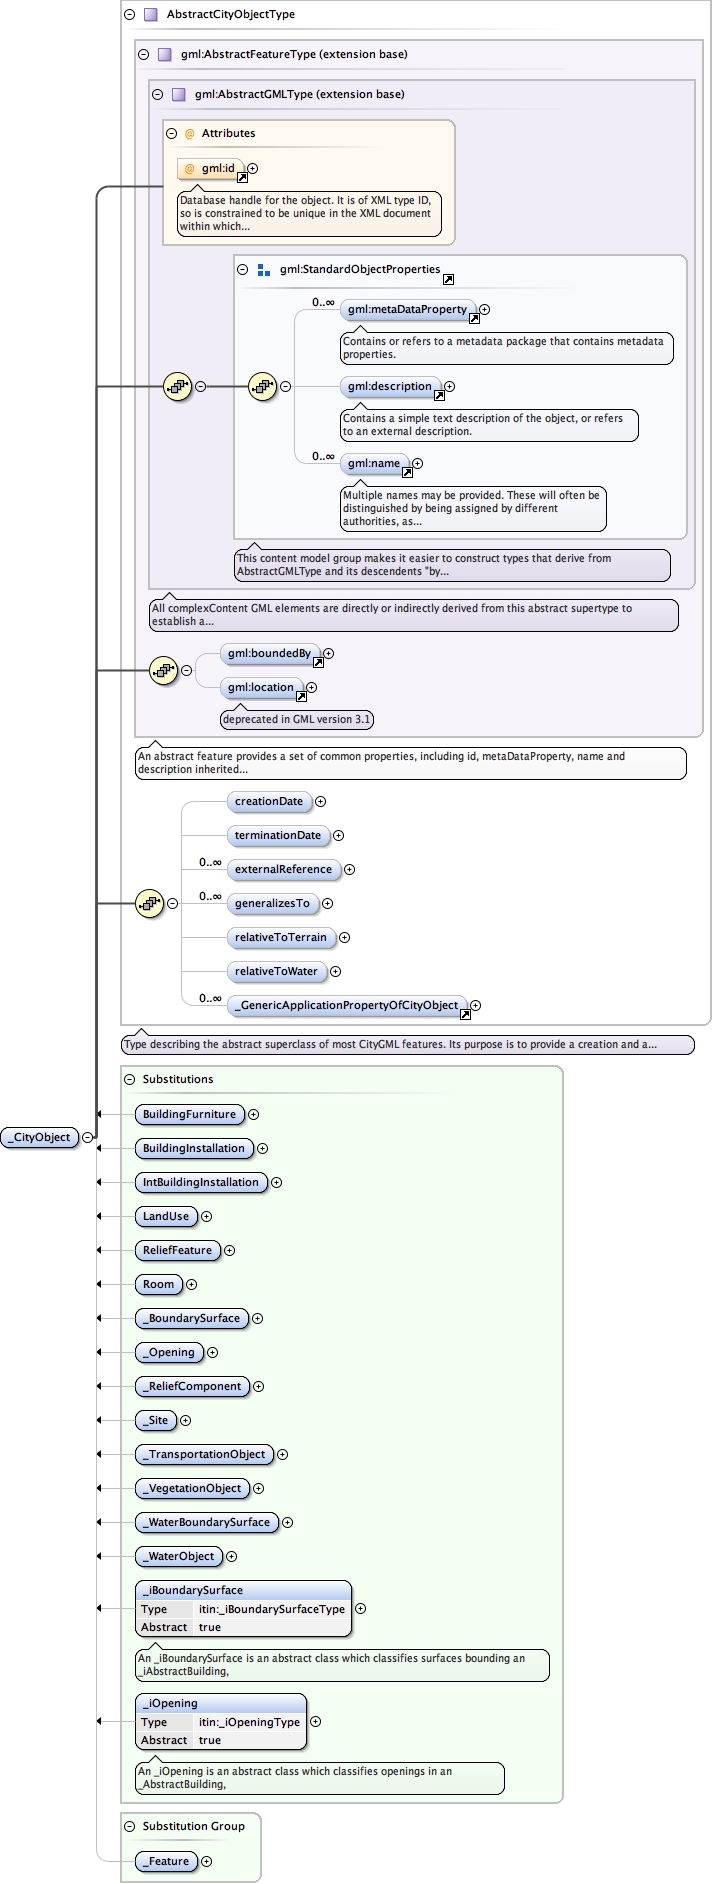 AbstractCityObjectType
gml:AbstractFeatureType (extension base)
gml:AbstractGMLType (extension base)
@ Attributes
@ gml:id
Database handle for the object. It is of XML type ID,
so is constrained to be unique in the XML document
within which...
gml:StandardObjectProperties
0..∞
gml:metaDataProperty
Contains or refers to a metadata package that contains metadata
properties.
gml:description
Contains a simple text description of the object, or refers
to an external description.
0..∞
gml:name
Multiple names may be provided. These will often be
distinguished by being assigned by different
authorities, as...
This content model group makes it easier to construct types that derive from
AbstractGMLType and its descendents "by...
All complexContent GML elements are directly or indirectly derived from this abstract supertype to
establish a...
gml:boundedBy
gml:location
deprecated in GML version 3.1
An abstract feature provides a set of common properties, including id, metaDataProperty, name and
description inherited...
creationDate
terminationDate
0..∞ externalReference
0..∞ generalizesTo
relativeToTerrain
relativeToWater
0..∞ _GenericApplicationPropertyOfCityObject
Type describing the abstract superclass of most CityGML features. Its purpose is to provide a creation and a...
_CityObject
Substitutions
BuildingFurniture
BuildingInstallation
IntBuildingInstallation
LandUse
ReliefFeature
Room
_BoundarySurface
_Opening
_ReliefComponent
_Site
_TransportationObject
_VegetationObject
_WaterBoundarySurface
_WaterObject
_iBoundarySurface
Type itin:_iBoundarySurfaceType
Abstract true
An _iBoundarySurface is an abstract class which classifies surfaces bounding an
_iAbstractBuilding,
_iOpening
Type itin:_iOpeningType
Abstract true
An _iOpening is an abstract class which classifies openings in an
_AbstractBuilding,
Substitution Group
_Feature